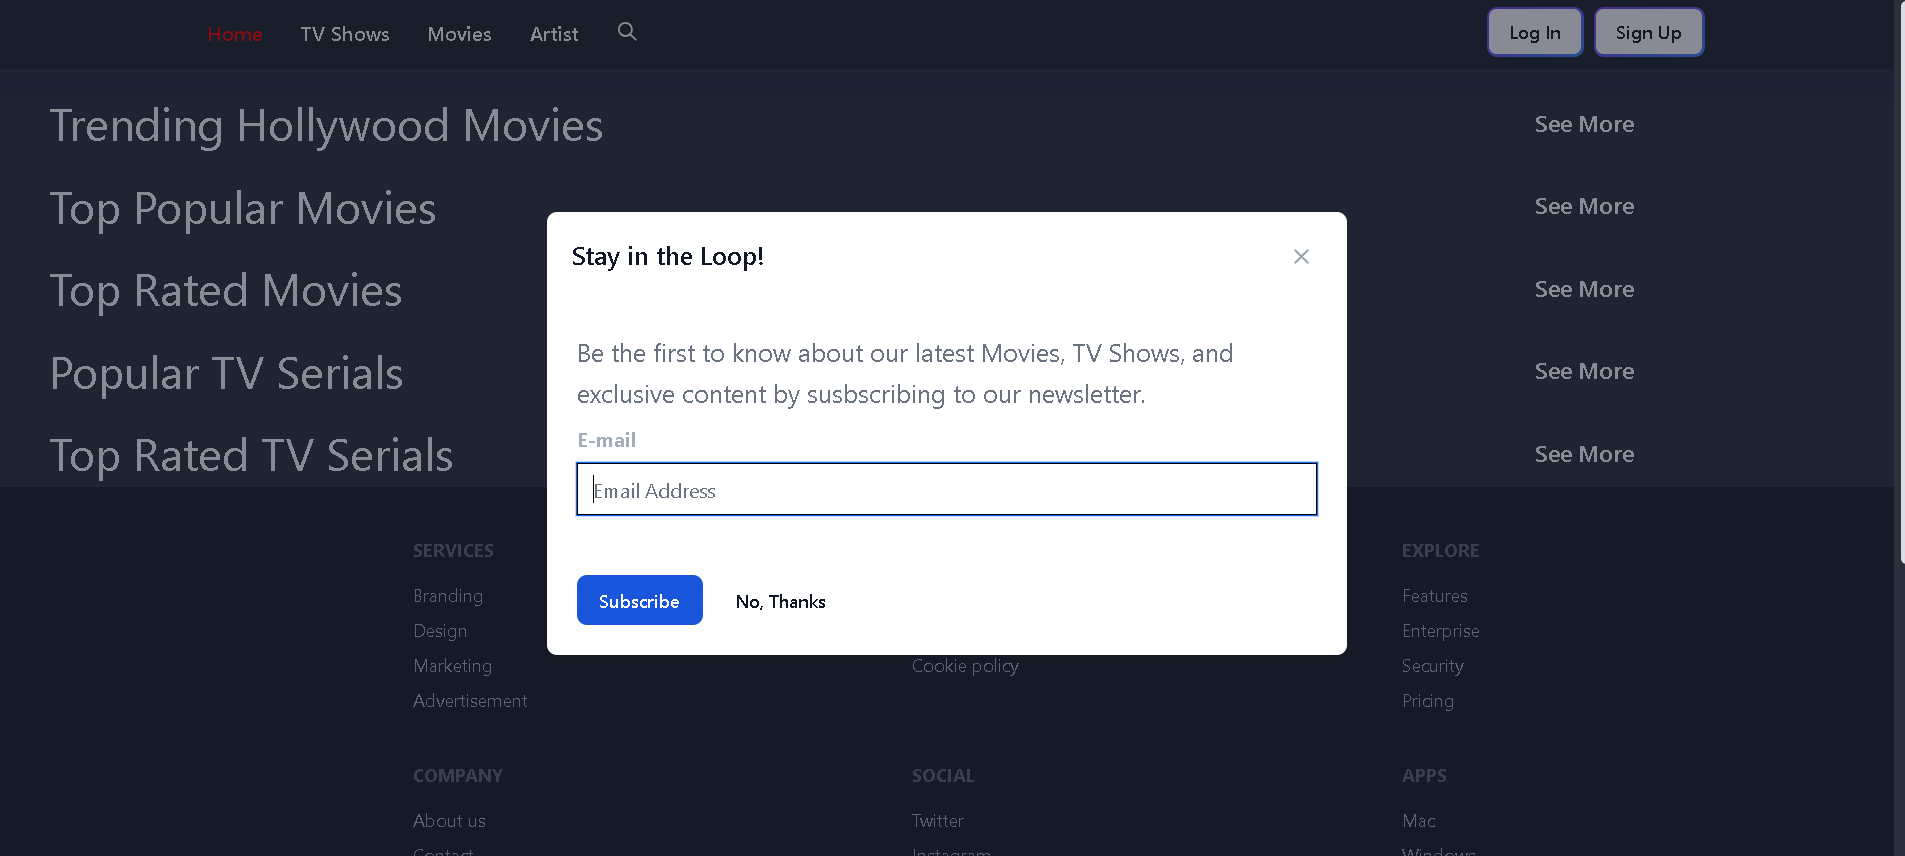 Home TV Shows Movies Artist Log In Sign Up
Trending Hollywood Movies See More
Top Popular Movies See More
Top Rated Movies See More
Popular TV Serials See More
Top Rated TV Serials See More
Stay in the Loop!
Be the first to know about our latest Movies, TV Shows, and
exclusive content by susbscribing to our newsletter.
E-mail
Email Address
Subscribe No, Thanks
SERVICES
Branding
Design
Marketing
Advertisement
Cookie policy
EXPLORE
Features
Enterprise
Security
Pricing
COMPANY
About us
Contact
SOCIAL
Twitter
Instagram
APPS
Mac
Windows